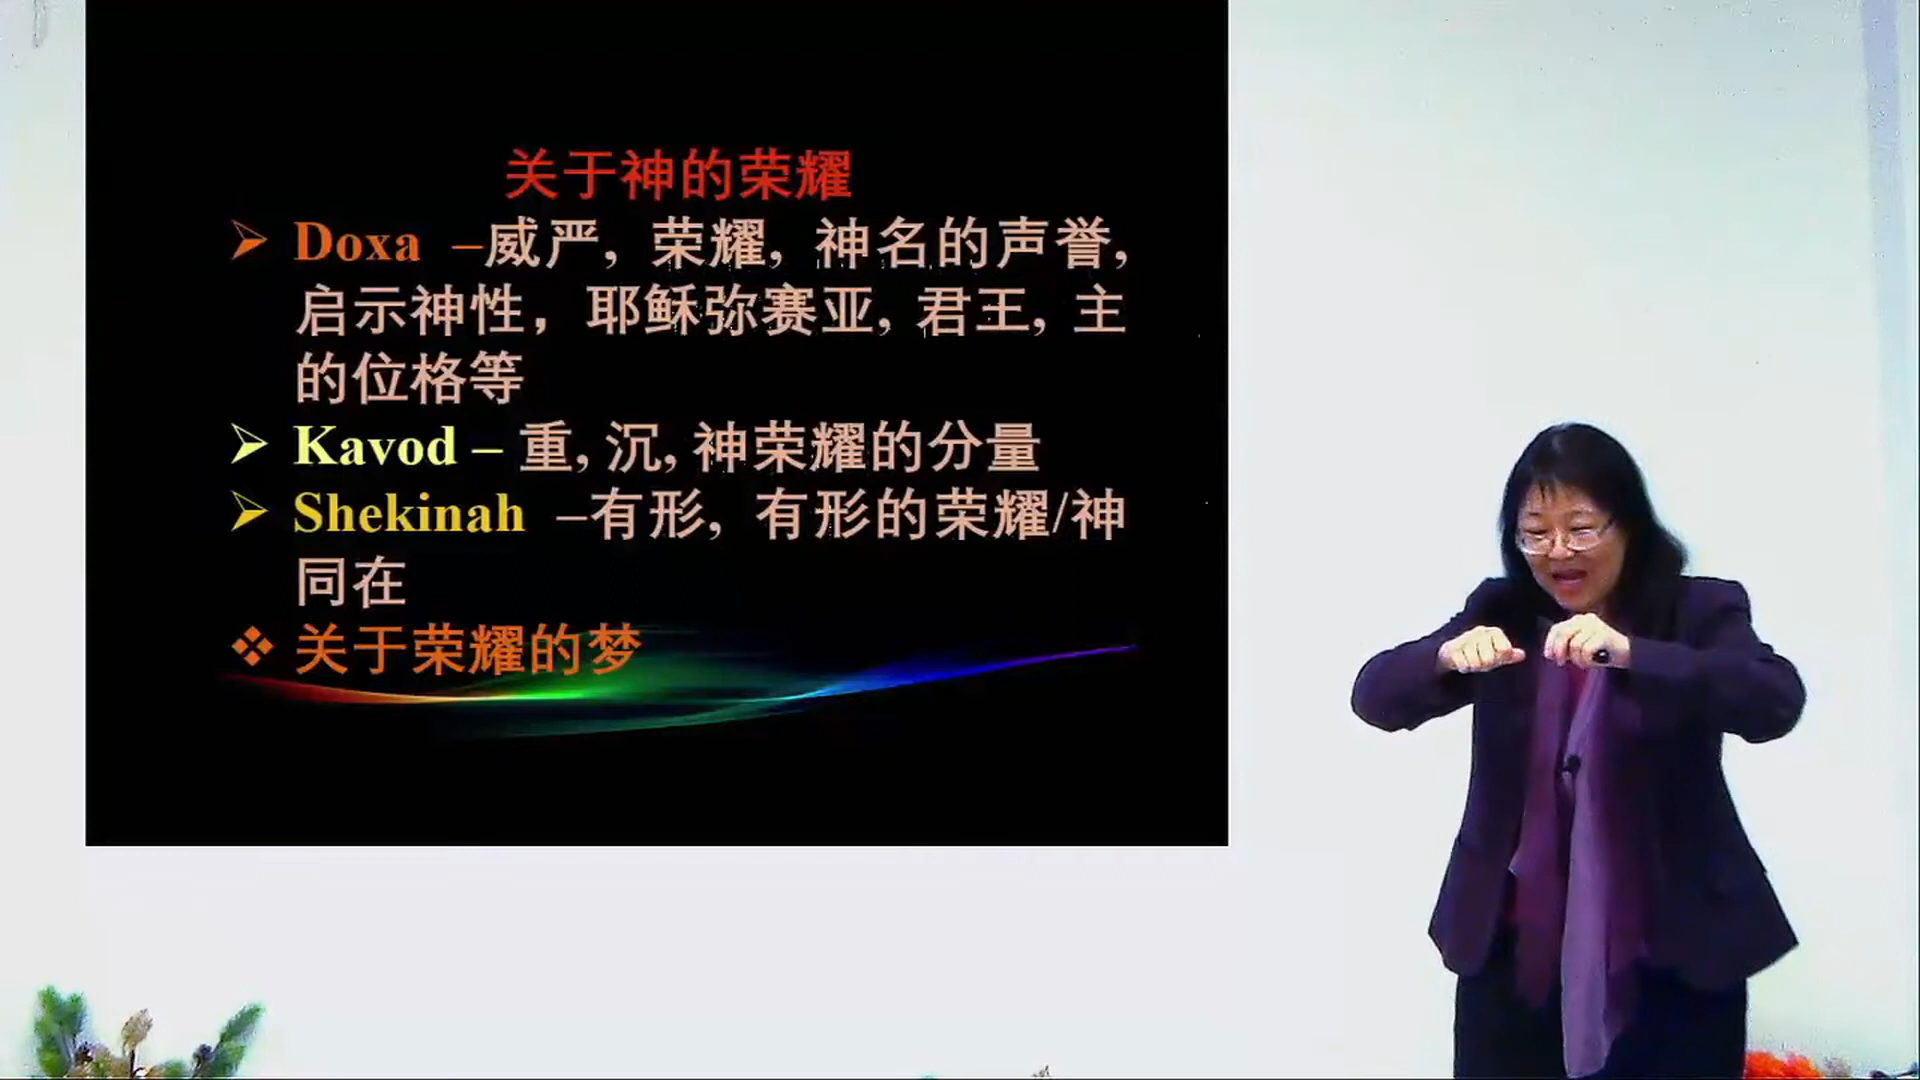 关于神的荣耀
➢ Doxa –威严, 荣耀, 神名的声誉,
启示神性，耶稣弥赛亚, 君王, 主
的位格等
➢ Kavod – 重, 沉, 神荣耀的分量
➢ Shekinah –有形, 有形的荣耀/神
同在
❖ 关于荣耀的梦